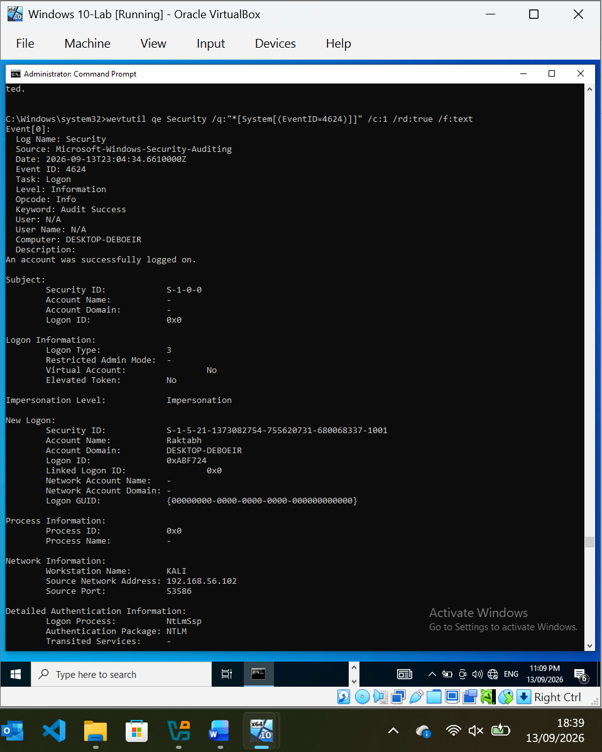 Windows 10-Lab [Running] - Oracle VirtualBox
File Machine View Input Devices Help
Administrator: Command Prompt
ted.
C:\Windows\system32>wevtutil qe Security /q:"*[System[(EventID=4624)]]" /c:1 /rd:true /f:text
Event[0]:
Log Name: Security
Source: Microsoft-Windows-Security-Auditing
Date: 2026-09-13T23:04:34.6610000Z
Event ID: 4624
Task: Logon
Level: Information
Opcode: Info
Keyword: Audit Success
User: N/A
User Name: N/A
Computer: DESKTOP-DEBOEIR
Description:
An account was successfully logged on.
Subject:
Security ID: S-1-0-0
Account Name: -
Account Domain: -
Logon ID: 0x0
Logon Information:
Logon Type: 3
Restricted Admin Mode: -
Virtual Account: No
Elevated Token: No
Impersonation Level: Impersonation
New Logon:
Security ID: S-1-5-21-1373082754-755620731-680068337-1001
Account Name: Raktabh
Account Domain: DESKTOP-DEBOEIR
Logon ID: 0xABF724
Linked Logon ID: 0x0
Network Account Name: -
Network Account Domain: -
Logon GUID: {00000000-0000-0000-0000-000000000000}
Process Information:
Process ID: 0x0
Process Name: -
Network Information:
Workstation Name: KALI
Source Network Address: 192.168.56.102
Source Port: 53586
Detailed Authentication Information:
Logon Process: NtLmSsp
Authentication Package: NTLM
Transited Services: -
Activate Windows
Go to Settings to activate Windows.
Type here to search
ENG
11:09 PM
13/09/2026
6
Right Ctrl
18:39
13/09/2026